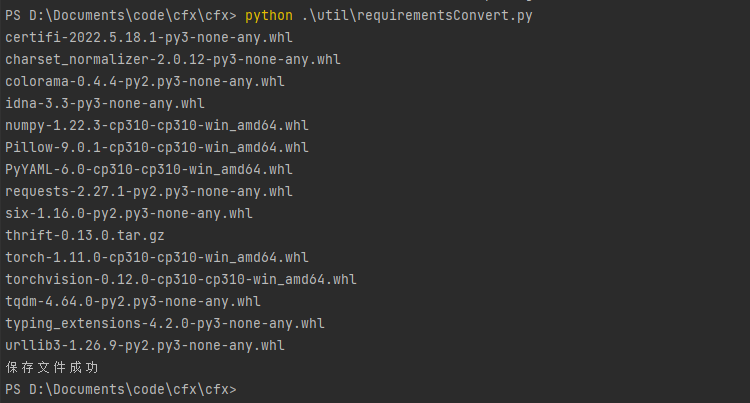 PS D:\Documents\code\cfx\cfx> python .\util\requirementsConvert.py
certifi-2022.5.18.1-py3-none-any.whl
charset_normalizer-2.0.12-py3-none-any.whl
colorama-0.4.4-py2.py3-none-any.whl
idna-3.3-py3-none-any.whl
numpy-1.22.3-cp310-cp310-win_amd64.whl
Pillow-9.0.1-cp310-cp310-win_amd64.whl
PyYAML-6.0-cp310-cp310-win_amd64.whl
requests-2.27.1-py2.py3-none-any.whl
six-1.16.0-py2.py3-none-any.whl
thrift-0.13.0.tar.gz
torch-1.11.0-cp310-cp310-win_amd64.whl
torchvision-0.12.0-cp310-cp310-win_amd64.whl
tqdm-4.64.0-py2.py3-none-any.whl
typing_extensions-4.2.0-py3-none-any.whl
urllib3-1.26.9-py2.py3-none-any.whl
保存文件成功
PS D:\Documents\code\cfx\cfx>